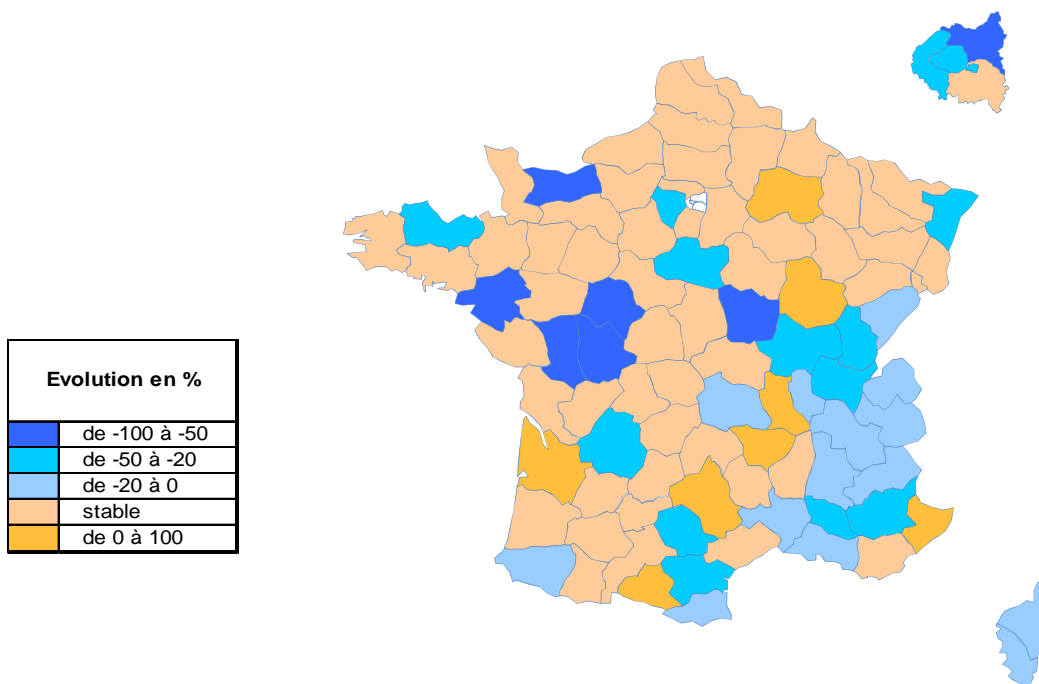 Evolution en %
de -100 à -50
de -50 à -20
de -20 à 0
stable
de 0 à 100